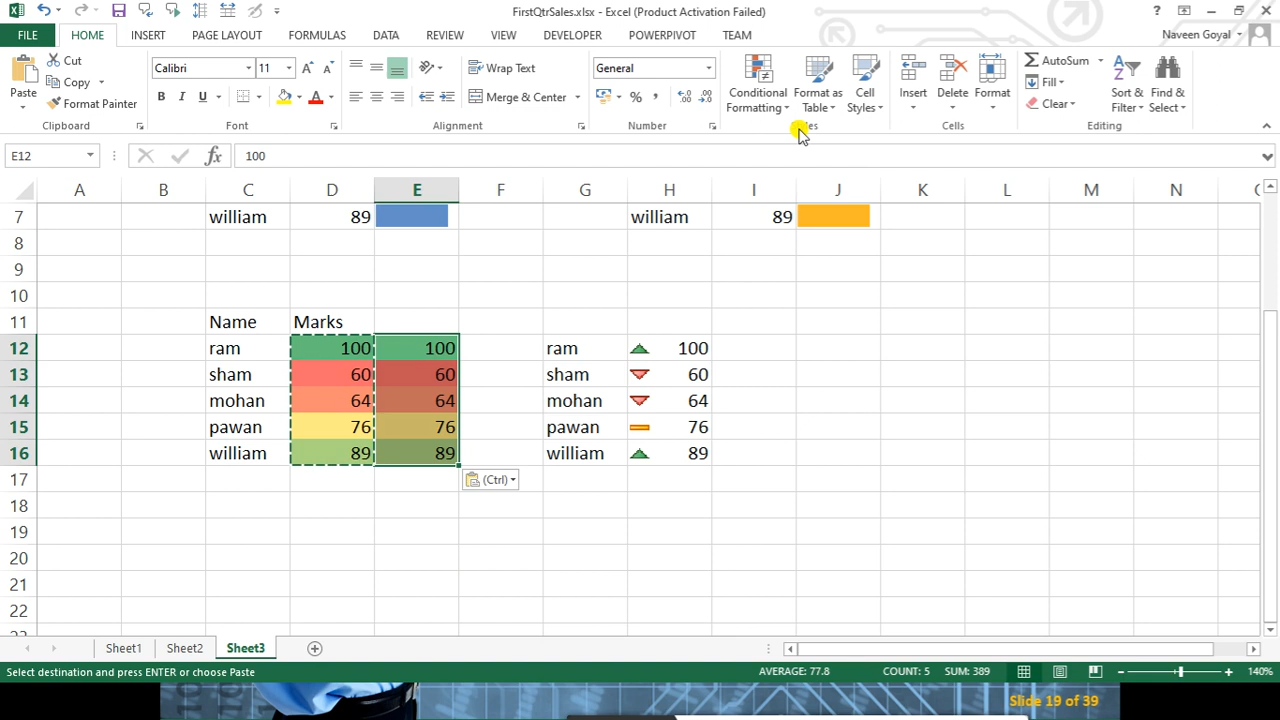 FirstQtrSales.xlsx - Excel (Product Activation Failed)
FILE HOME INSERT PAGE LAYOUT FORMULAS DATA REVIEW VIEW DEVELOPER POWERPIVOT TEAM Naveen Goyal
Cut
Copy
Format Painter
Paste
Clipboard
Calibri 11
B I U
Font
Wrap Text
Merge & Center
Alignment
General
Number
Conditional Formatting
Format as Table
Cell Styles
Insert Delete Format
Cells
AutoSum
Fill
Clear
Sort & Filter
Find & Select
Editing
E12 fx 100
A B C D E F G H I J K L M N
7 william 89 william 89
8
9
10
11 Name Marks
12 ram 100 100 ram 100
13 sham 60 60 sham 60
14 mohan 64 64 mohan 64
15 pawan 76 76 pawan 76
16 william 89 89 william 89
17 (Ctrl)
18
19
20
21
22
Sheet1 Sheet2 Sheet3
Select destination and press ENTER or choose Paste AVERAGE: 77.8 COUNT: 5 SUM: 389 140%
Slide 19 of 39